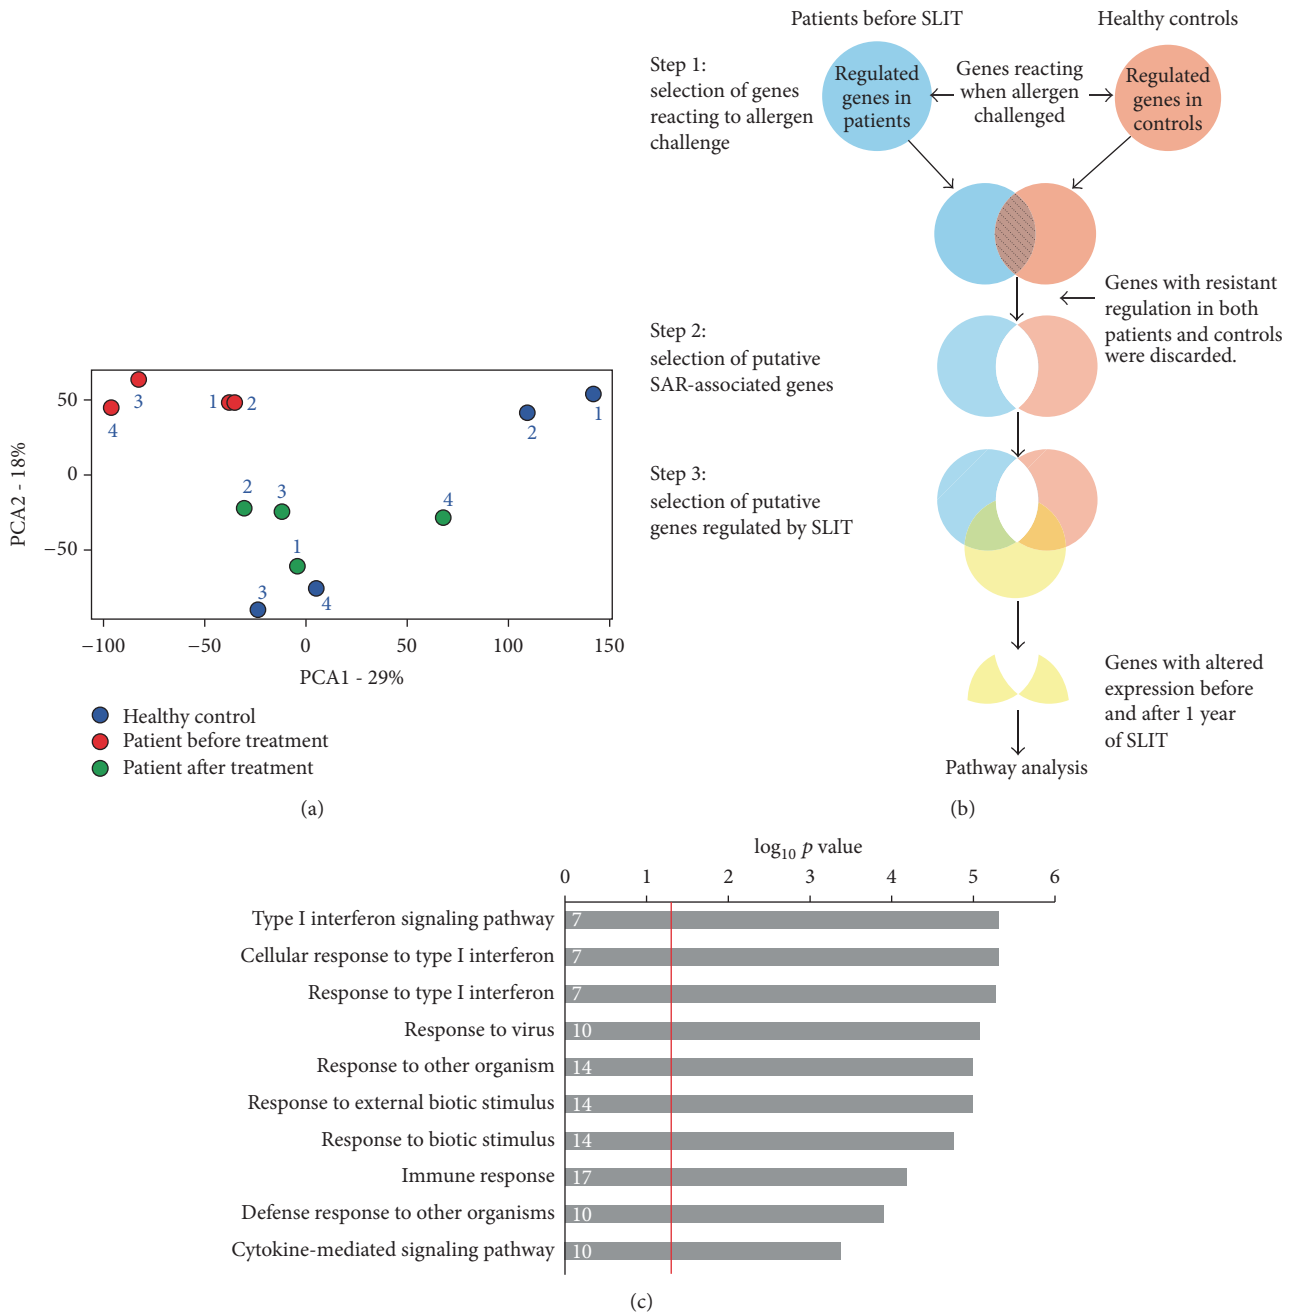 Patients before SLIT
Healthy controls
Step 1:
selection of genes
reacting to allergen
challenge
Regulated
genes in
patients
Genes reacting
when allergen
challenged
Regulated
genes in
controls
Genes with resistant
regulation in both
patients and controls
were discarded.
Step 2:
selection of putative
SAR-associated genes
Step 3:
selection of putative
genes regulated by SLIT
Genes with altered
expression before
and after 1 year
of SLIT
Pathway analysis
(b)
PCA2 - 18%
50
0
−50
3
4
1
2
2
1
2
3
4
1
3
4
−100
−50
0
50
100
150
PCA1 - 29%
Healthy control
Patient before treatment
Patient after treatment
(a)
log10 p value
0 1 2 3 4 5 6
Type I interferon signaling pathway 7
Cellular response to type I interferon 7
Response to type I interferon 7
Response to virus 10
Response to other organism 14
Response to external biotic stimulus 14
Response to biotic stimulus 14
Immune response 17
Defense response to other organisms 10
Cytokine-mediated signaling pathway 10
(c)